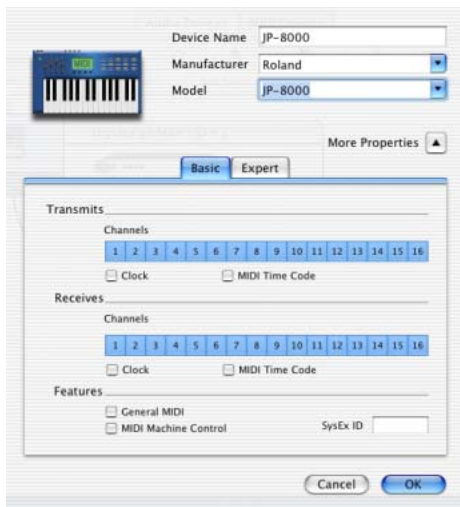 Device Name JP-8000
Manufacturer Roland
Model JP-8000
MIDI
More Properties
Basic Expert
Transmits
Channels
1 2 3 4 5 6 7 8 9 10 11 12 13 14 15 16
Clock MIDI Time Code
Receives
Channels
1 2 3 4 5 6 7 8 9 10 11 12 13 14 15 16
Clock MIDI Time Code
Features
General MIDI
MIDI Machine Control SysEx ID
Cancel OK